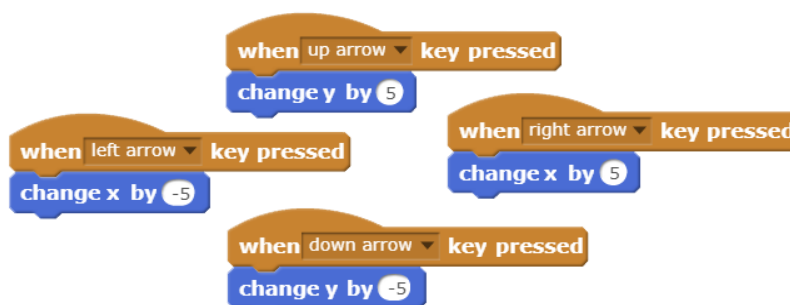 when up arrow key pressed
change y by 5
when left arrow key pressed
change x by -5
when right arrow key pressed
change x by 5
when down arrow key pressed
change y by -5